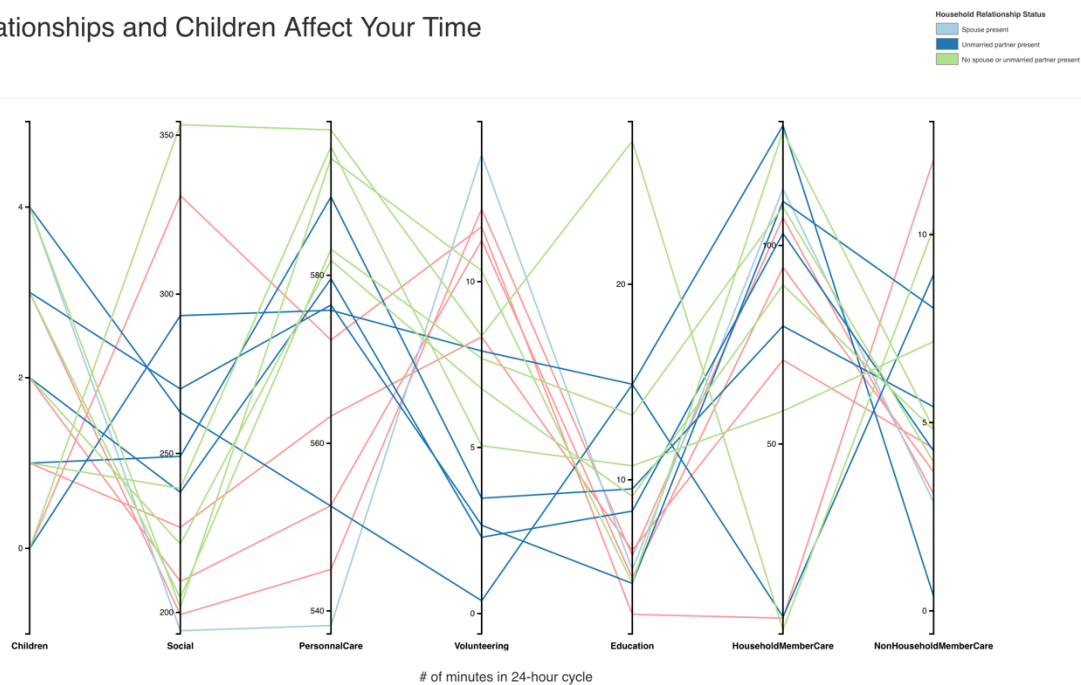 ationships and Children Affect Your Time
Household Relationship Status
Spouse present
Unmarried partner present
No spouse or unmarried partner present
4
2
0
350
300
250
200
580
560
540
10
5
0
20
10
100
50
10
5
0
Children
Social
PersonnalCare
Volunteering
Education
HouseholdMemberCare
NonHouseholdMemberCare
# of minutes in 24-hour cycle